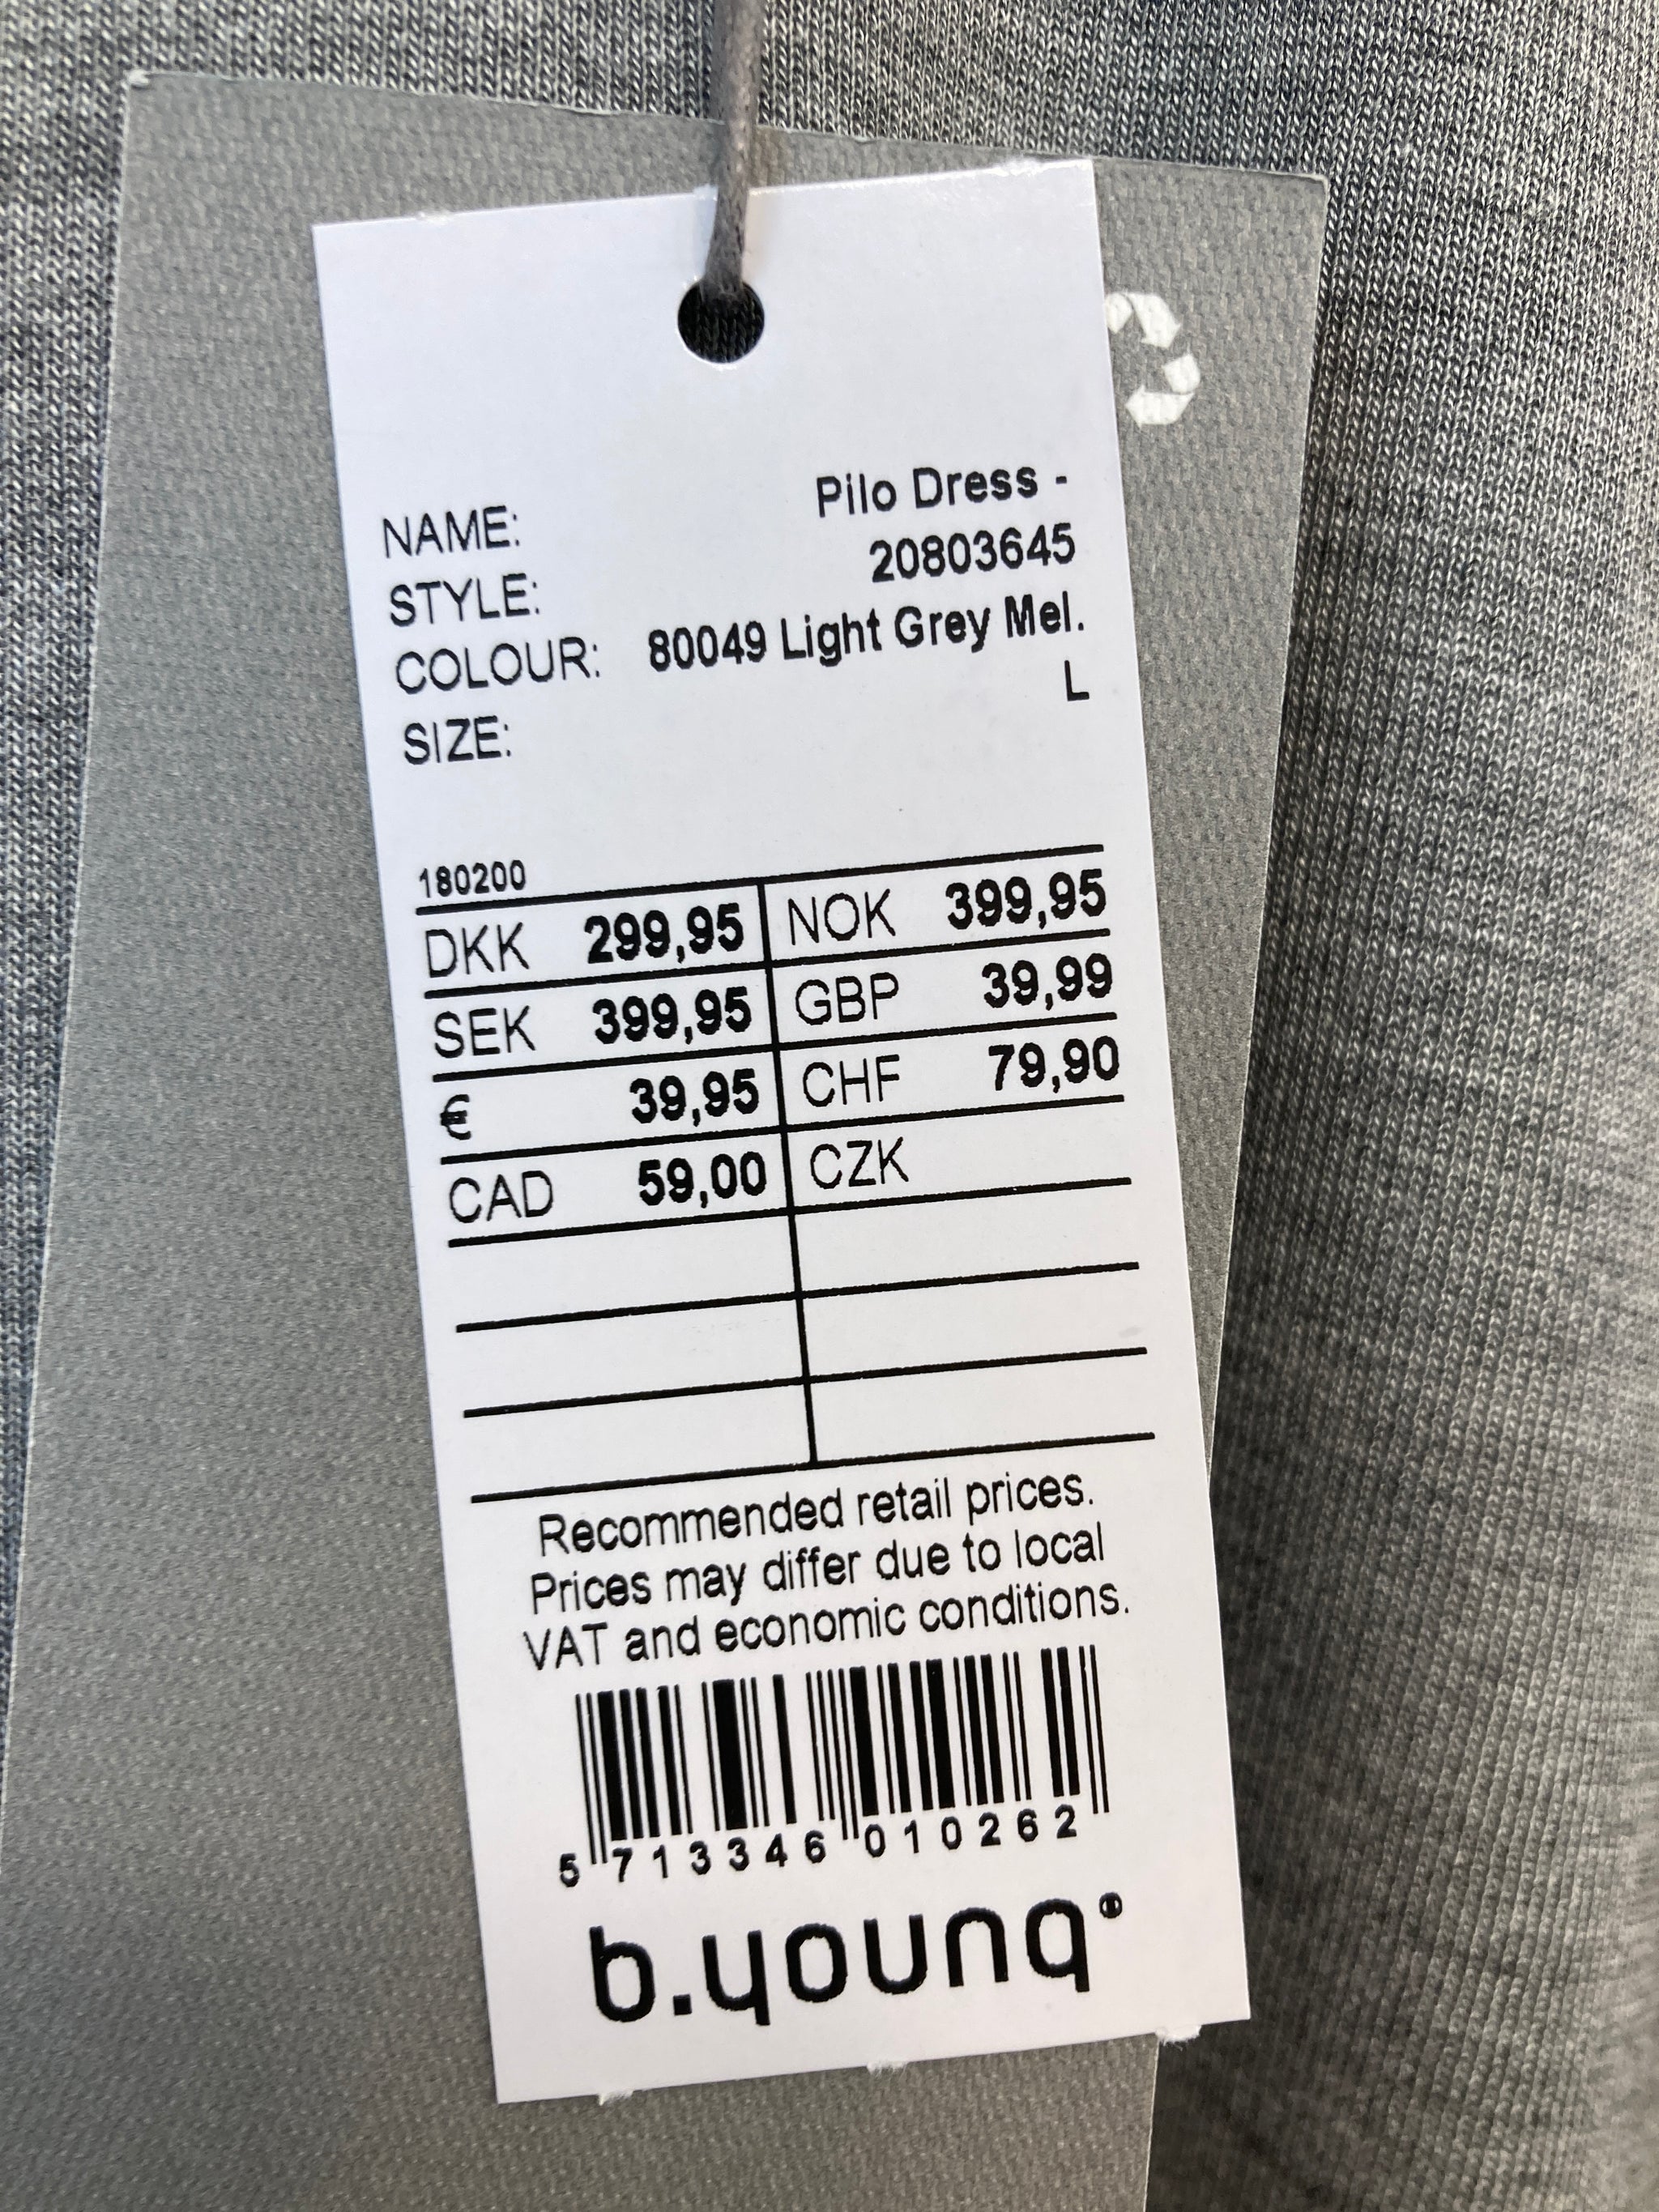 NAME: Pilo Dress -
STYLE: 20803645
COLOUR: 80049 Light Grey Mel.
SIZE: L
180200
DKK 299,95 NOK 399,95
SEK 399,95 GBP 39,99
€ 39,95 CHF 79,90
CAD 59,00 CZK
Recommended retail prices.
Prices may differ due to local
VAT and economic conditions.
5 713346 010262
b.young®